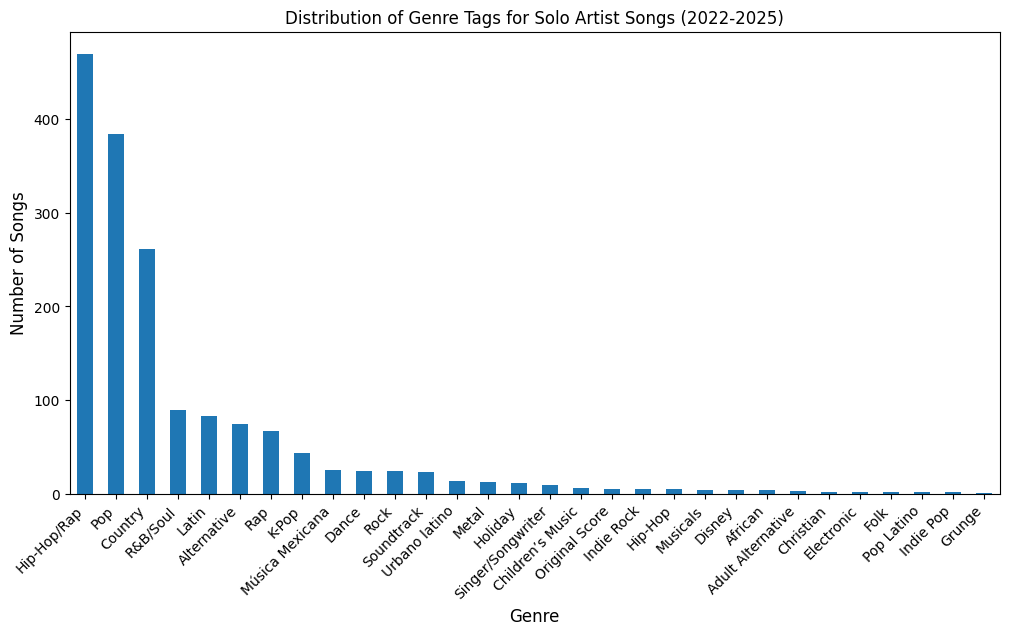 Distribution of Genre Tags for Solo Artist Songs (2022-2025)
Number of Songs
400
300
200
100
0
Hip-Hop/Rap
Pop
Country
R&B/Soul
Latin
Alternative
Rap
K-Pop
Música Mexicana
Dance
Rock
Soundtrack
Urbano latino
Metal
Holiday
Singer/Songwriter
Children’s Music
Original Score
Indie Rock
Hip-Hop
Musicals
Disney
African
Adult Alternative
Christian
Electronic
Folk
Pop Latino
Indie Pop
Grunge
Genre